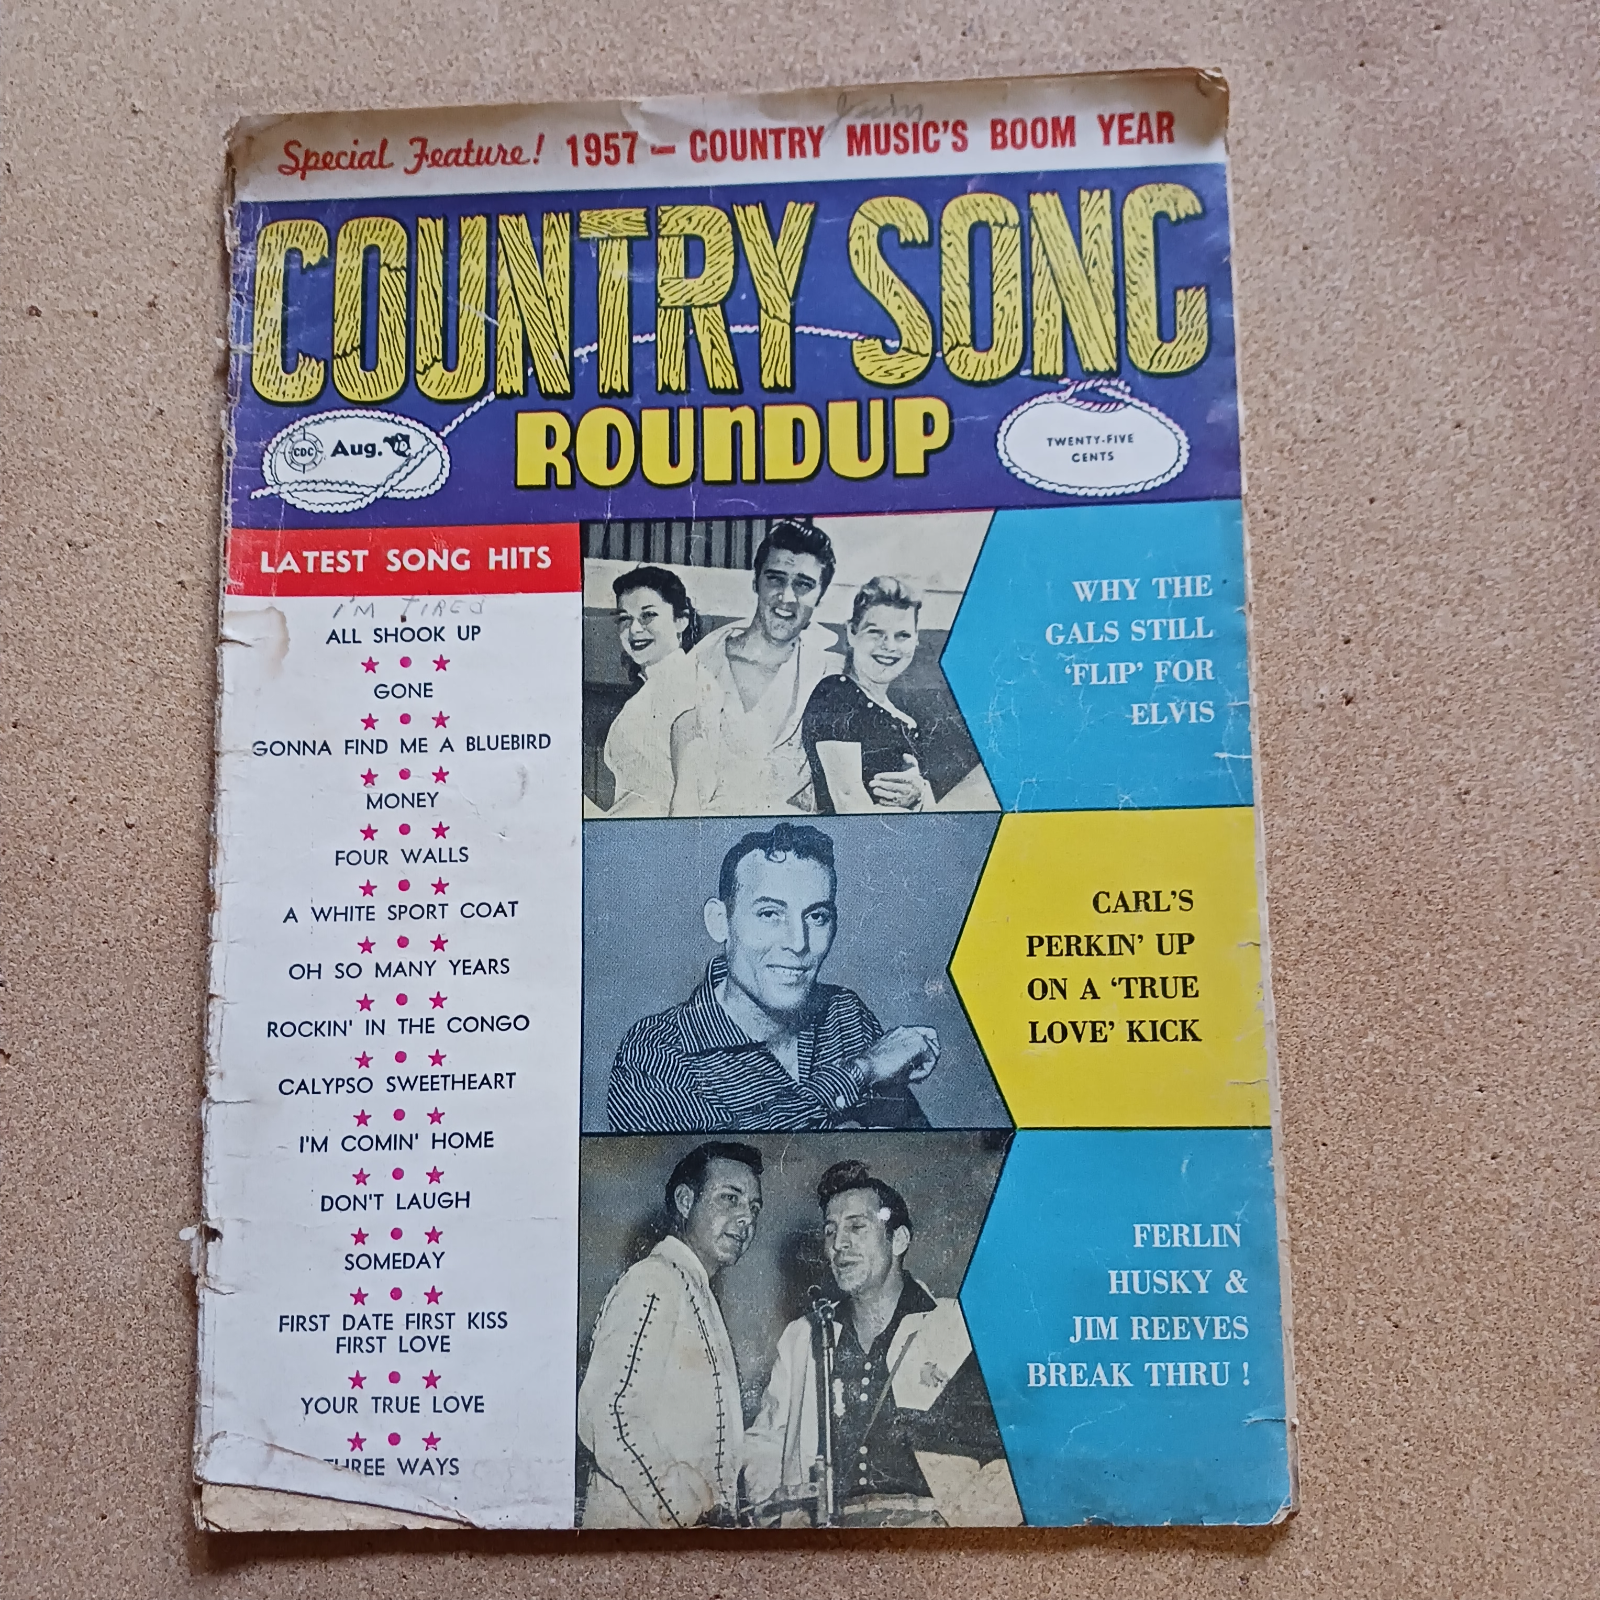 Judy
Special Feature! 1957 — COUNTRY MUSIC'S BOOM YEAR
COUNTRY SONG
ROUNDUP
CDC Aug.
TWENTY-FIVE
CENTS
LATEST SONG HITS
I'M TIRED
ALL SHOOK UP
GONE
GONNA FIND ME A BLUEBIRD
MONEY
FOUR WALLS
A WHITE SPORT COAT
OH SO MANY YEARS
ROCKIN' IN THE CONGO
CALYPSO SWEETHEART
I'M COMIN' HOME
DON'T LAUGH
SOMEDAY
FIRST DATE FIRST KISS
FIRST LOVE
YOUR TRUE LOVE
THREE WAYS
WHY THE
GALS STILL
'FLIP' FOR
ELVIS
CARL'S
PERKIN' UP
ON A 'TRUE
LOVE' KICK
FERLIN
HUSKY &
JIM REEVES
BREAK THRU !